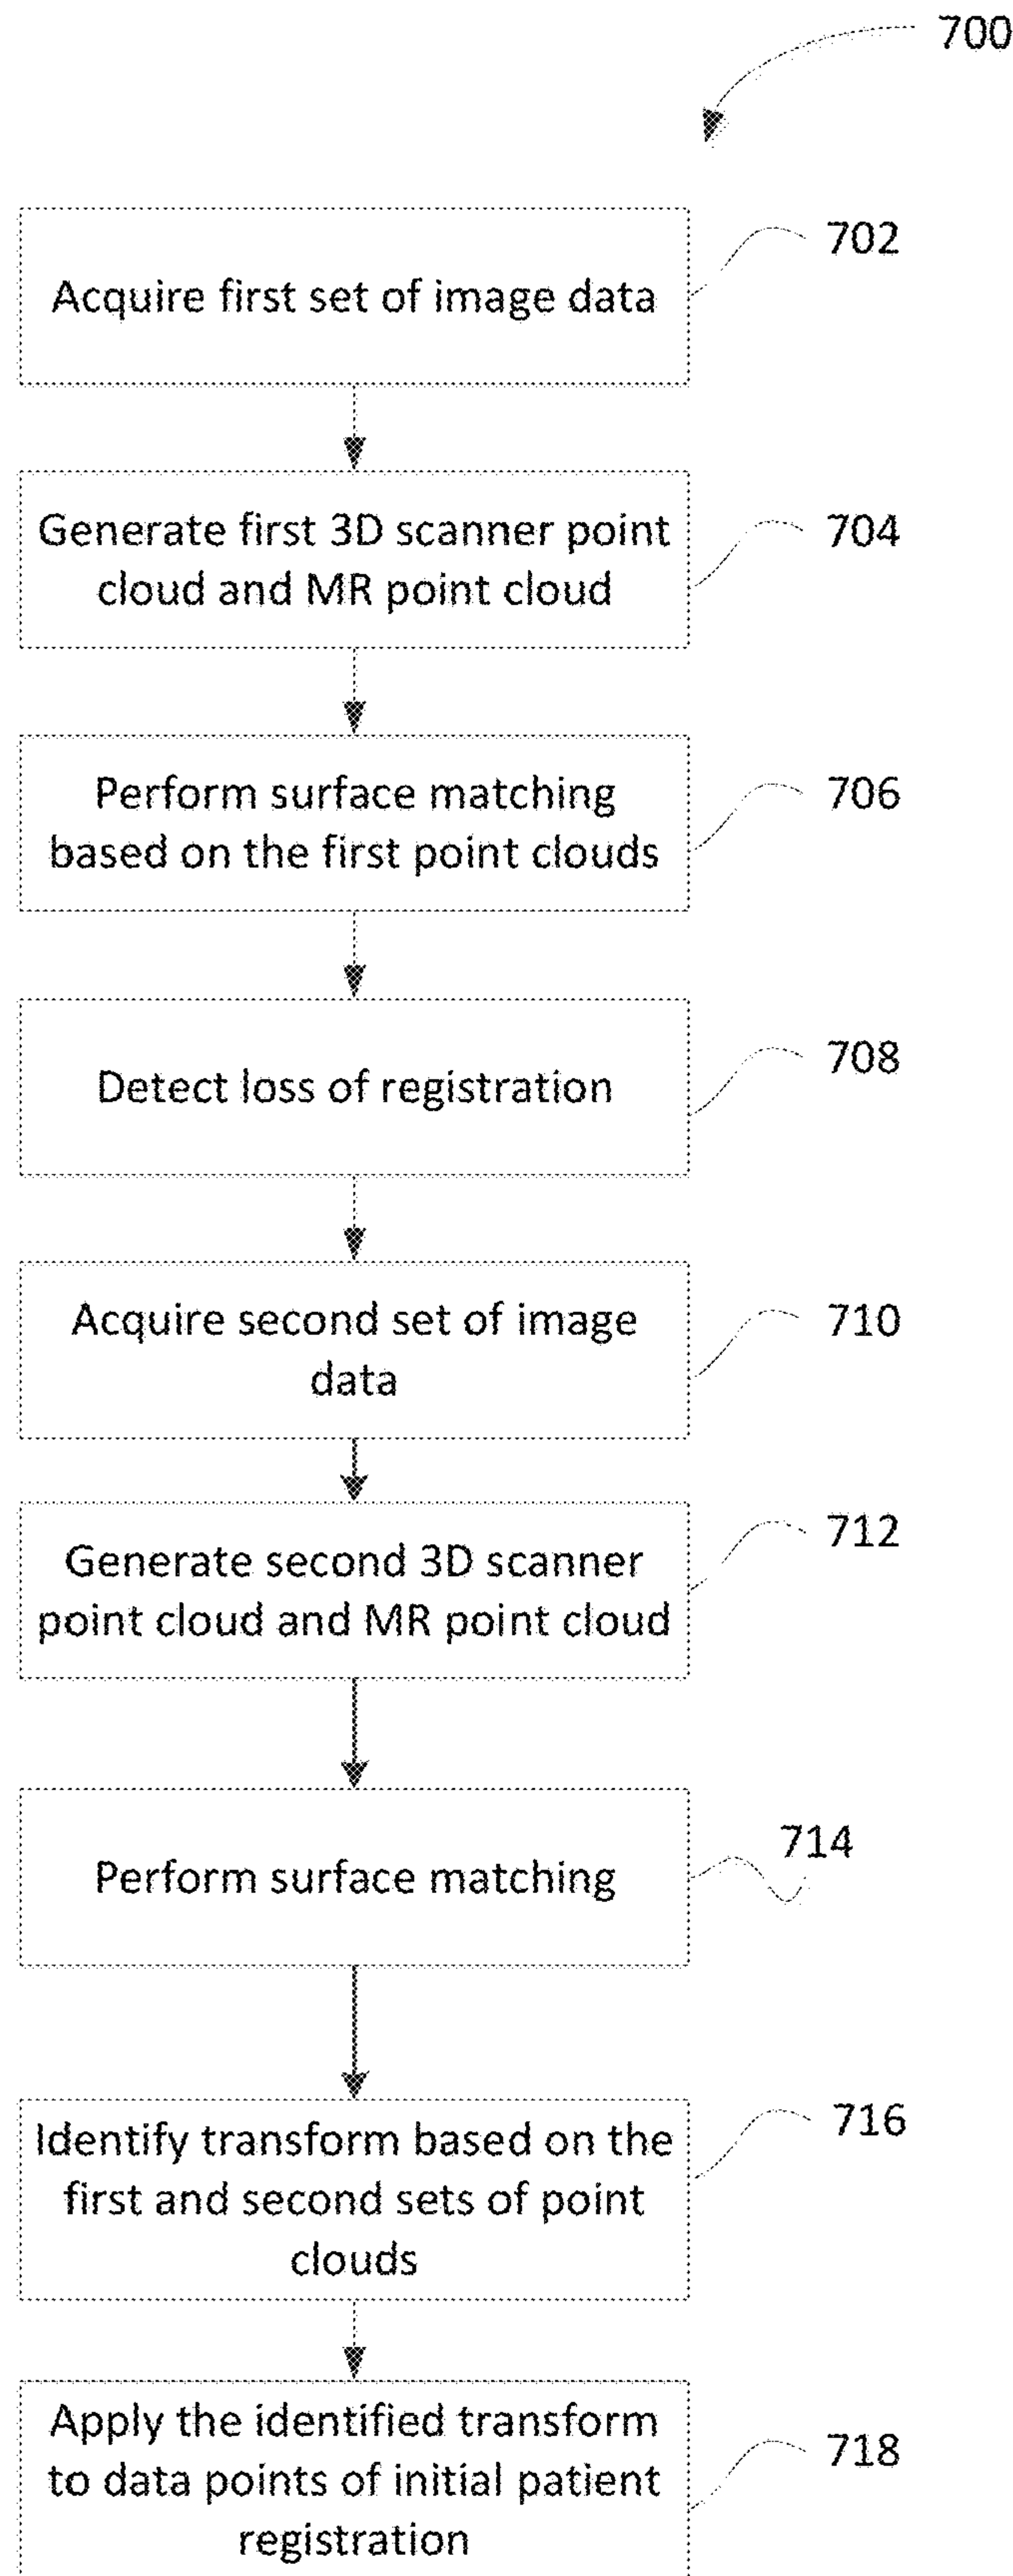 700
702
Acquire first set of image data
704
Generate first 3D scanner point
cloud and MR point cloud
706
Perform surface matching
based on the first point clouds
708
Detect loss of registration
710
Acquire second set of image
data
712
Generate second 3D scanner
point cloud and MR point cloud
714
Perform surface matching
716
Identify transform based on the
first and second sets of point
clouds
718
Apply the identified transform
to data points of initial patient
registration